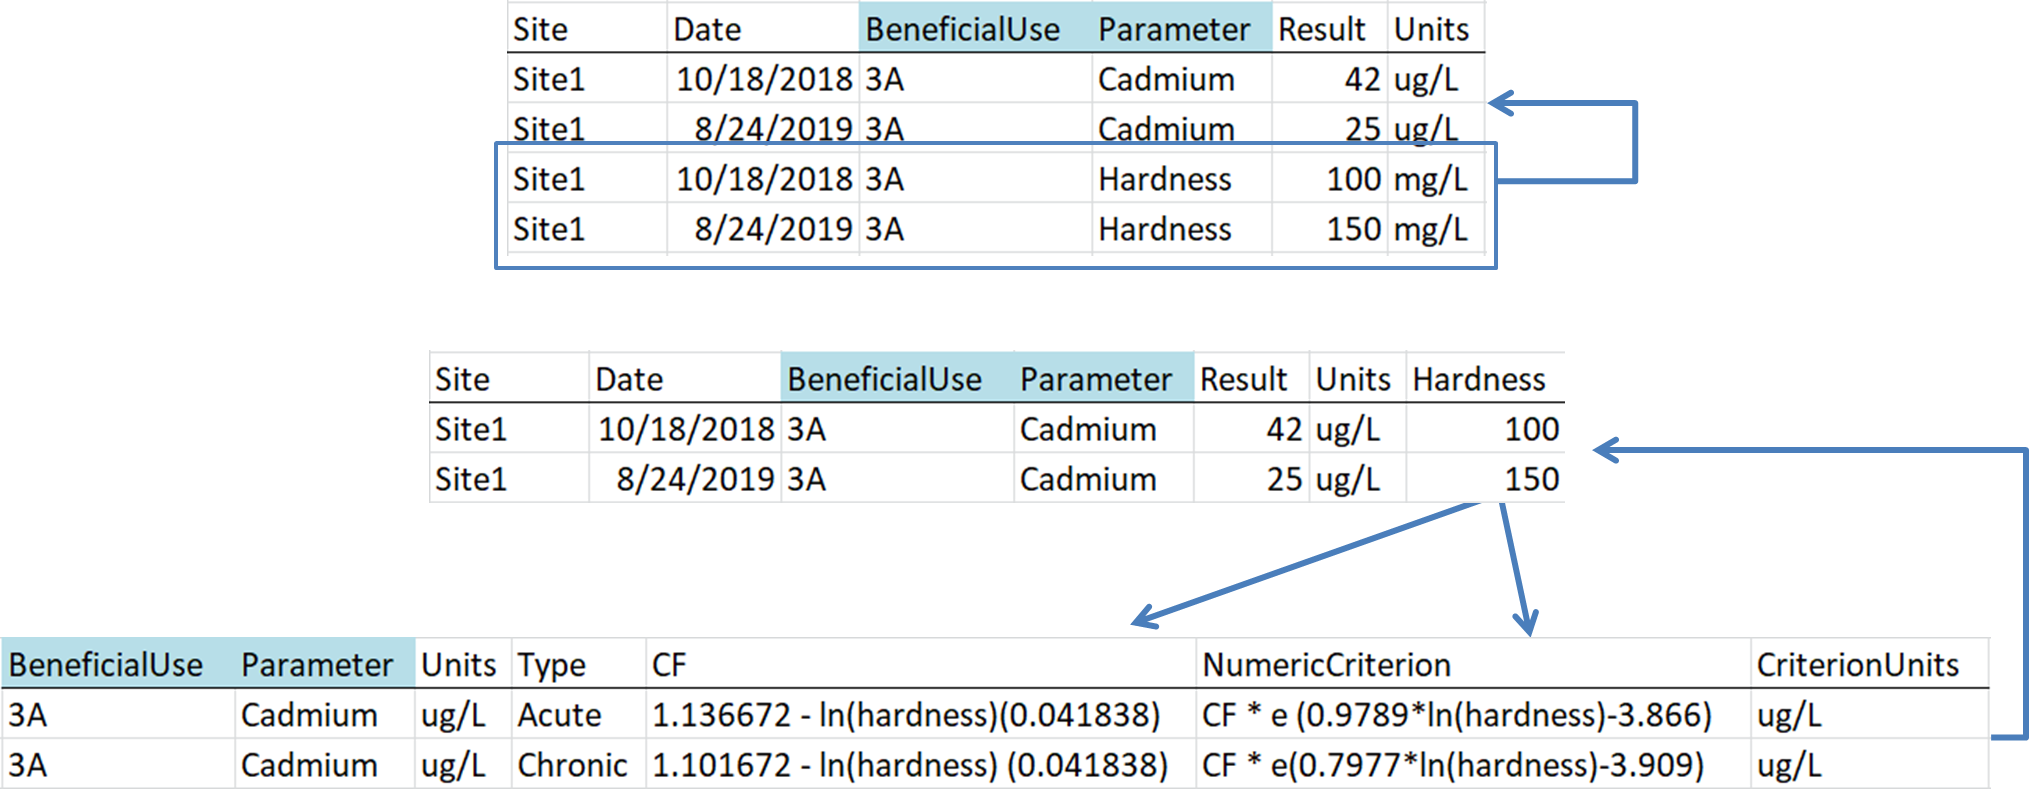 Site Date BeneficialUse Parameter Result Units
Site1 10/18/2018 3A Cadmium 42 ug/L
Site1 8/24/2019 3A Cadmium 25 ug/L
Site1 10/18/2018 3A Hardness 100 mg/L
Site1 8/24/2019 3A Hardness 150 mg/L
Site Date BeneficialUse Parameter Result Units Hardness
Site1 10/18/2018 3A Cadmium 42 ug/L 100
Site1 8/24/2019 3A Cadmium 25 ug/L 150
BeneficialUse Parameter Units Type CF NumericCriterion CriterionUnits
3A Cadmium ug/L Acute 1.136672 - ln(hardness)(0.041838) CF * e (0.9789*ln(hardness)-3.866) ug/L
3A Cadmium ug/L Chronic 1.101672 - ln(hardness) (0.041838) CF * e(0.7977*ln(hardness)-3.909) ug/L